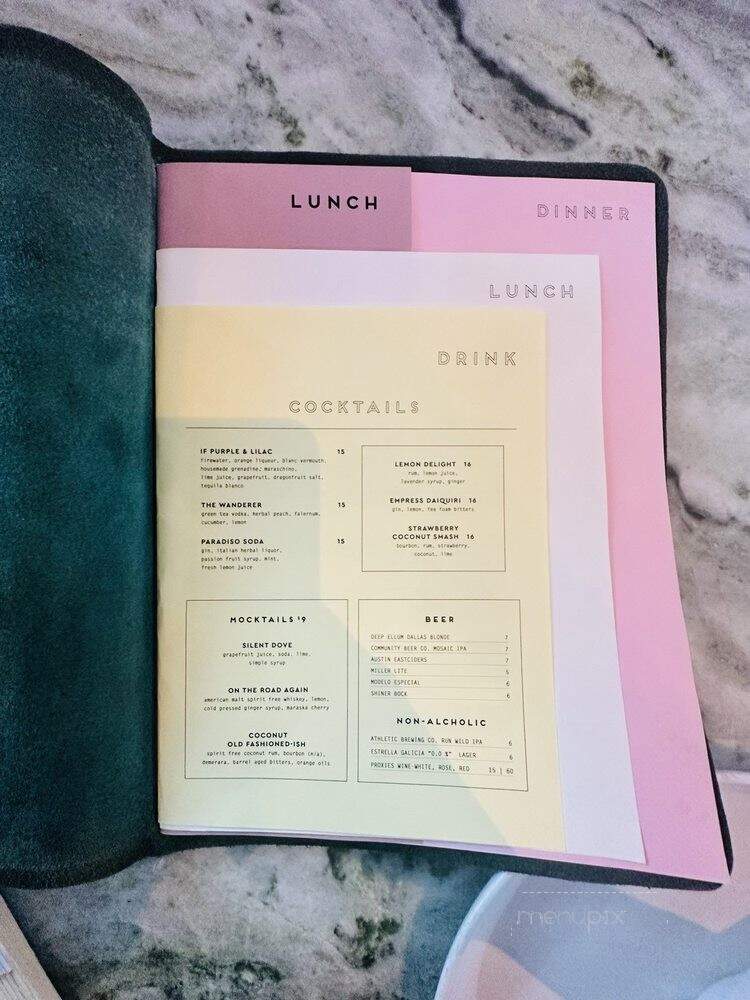 LUNCH
DINNER
LUNCH
DRINK
COCKTAILS
IF PURPLE & LILAC 15
firewater, orange liqueur, blanc vermouth,
housemade grenadine, maraschino,
lime juice, grapefruit, dragonfruit salt,
tequila blanco
THE WANDERER 15
green tea vodka, herbal peach, falernum,
cucumber, lemon
PARADISO SODA 15
gin, italian herbal liquor,
passion fruit syrup, mint,
fresh lemon juice
LEMON DELIGHT 16
rum, lemon juice,
lavender syrup, ginger
EMPRESS DAIQUIRI 16
gin, lemon, fee foam bitters
STRAWBERRY
COCONUT SMASH 16
bourbon, rum, strawberry,
coconut, lime
MOCKTAILS $9
SILENT DOVE
grapefruit juice, soda, lime,
simple syrup
ON THE ROAD AGAIN
american malt spirit free whiskey, lemon,
cold pressed ginger syrup, maraska cherry
COCONUT
OLD FASHIONED-ISH
spirit free coconut rum, bourbon (n/a),
demerara, barrel aged bitters, orange oils
BEER
DEEP ELLUM DALLAS BLONDE 7
COMMUNITY BEER CO. MOSAIC IPA 7
AUSTIN EASTCIDERS 7
MILLER LITE 5
MODELO ESPECIAL 6
SHINER BOCK 6
NON-ALCHOLIC
ATHLETIC BREWING CO. RUN WILD IPA 6
ESTRELLA GALICIA "0.0 %" LAGER 6
PROXIES WINE-WHITE, ROSE, RED 15 | 60
menupix